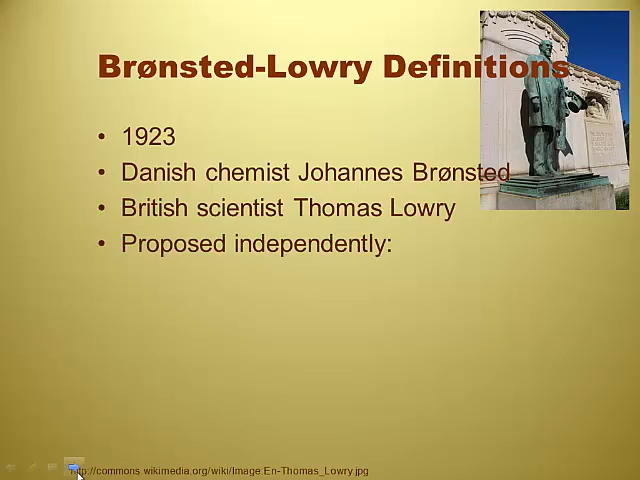 Brønsted-Lowry Definitions
• 1923
• Danish chemist Johannes Brønsted
• British scientist Thomas Lowry
• Proposed independently:
http://commons.wikimedia.org/wiki/Image:En-Thomas_Lowry.jpg